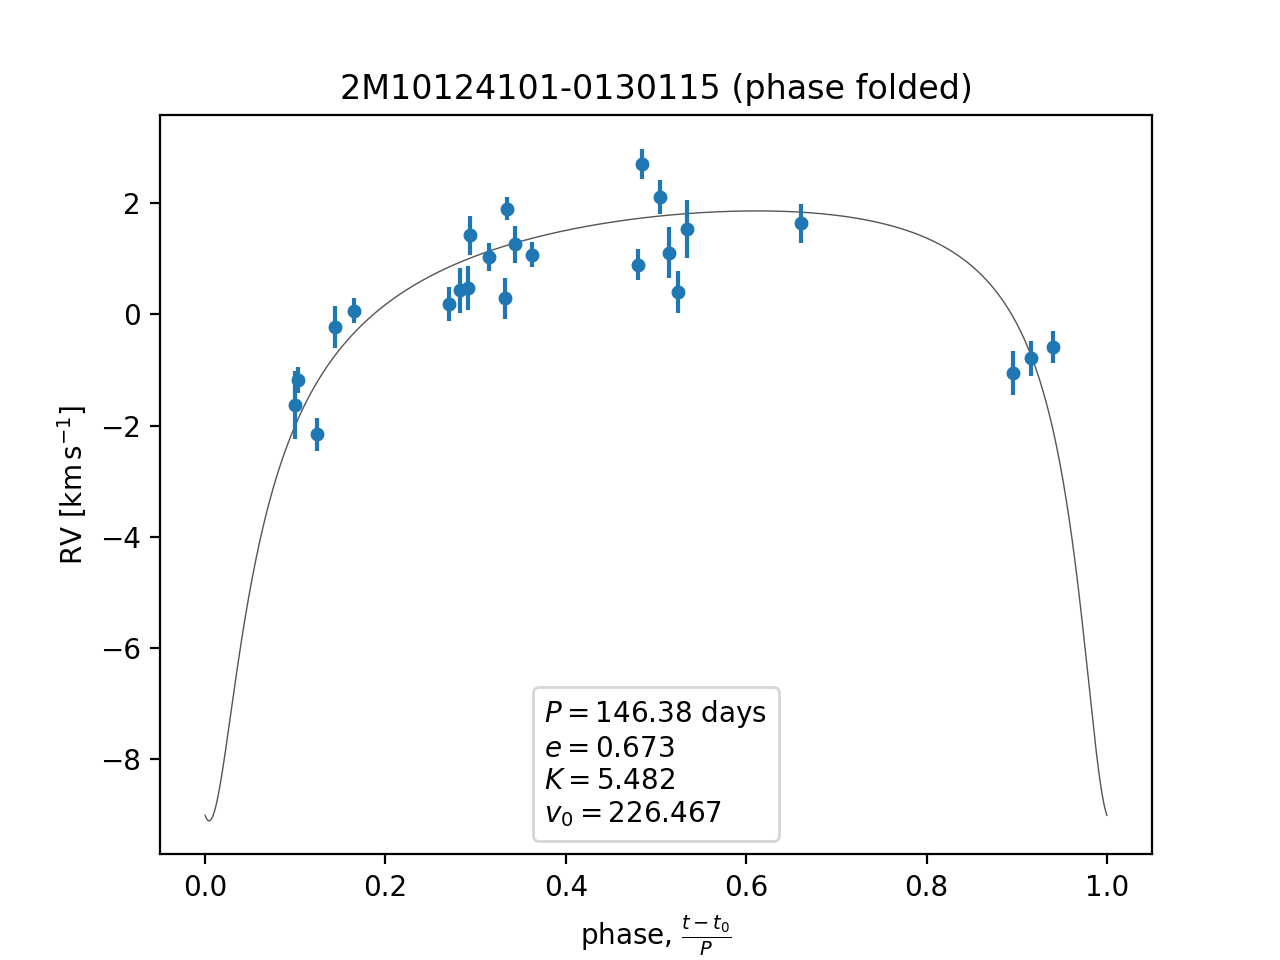 2M10124101-0130115 (phase folded)
RV [km s⁻¹]
2
0
−2
−4
−6
−8
P = 146.38 days
e = 0.673
K = 5.482
v₀ = 226.467
0.0 0.2 0.4 0.6 0.8 1.0
phase, (t − t₀)/P